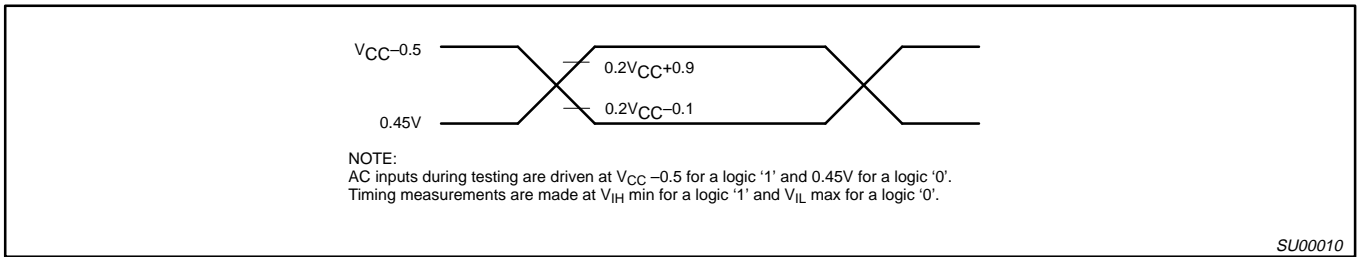 VCC–0.5
0.2VCC+0.9
0.2VCC–0.1
0.45V
NOTE:
AC inputs during testing are driven at VCC –0.5 for a logic ‘1’ and 0.45V for a logic ‘0’.
Timing measurements are made at VIH min for a logic ‘1’ and VIL max for a logic ‘0’.
SU00010